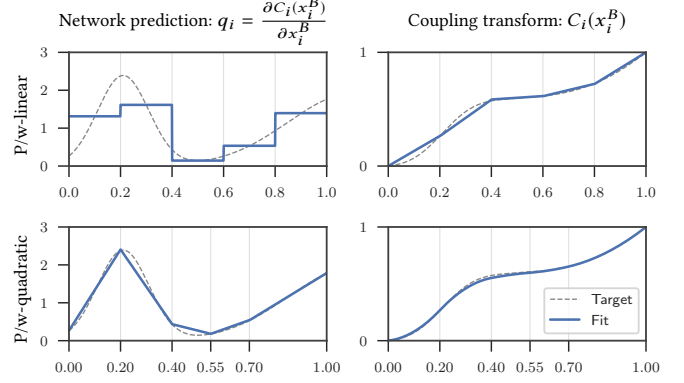 Network prediction: q_i = ∂C_i(x_i^B) / ∂x_i^B
Coupling transform: C_i(x_i^B)
P/w-linear
3
2
1
0
0.0 0.2 0.4 0.6 0.8 1.0
1
0
0.0 0.2 0.4 0.6 0.8 1.0
P/w-quadratic
3
2
1
0
0.00 0.20 0.40 0.55 0.70 1.00
1
0
Target
Fit
0.00 0.20 0.40 0.55 0.70 1.00